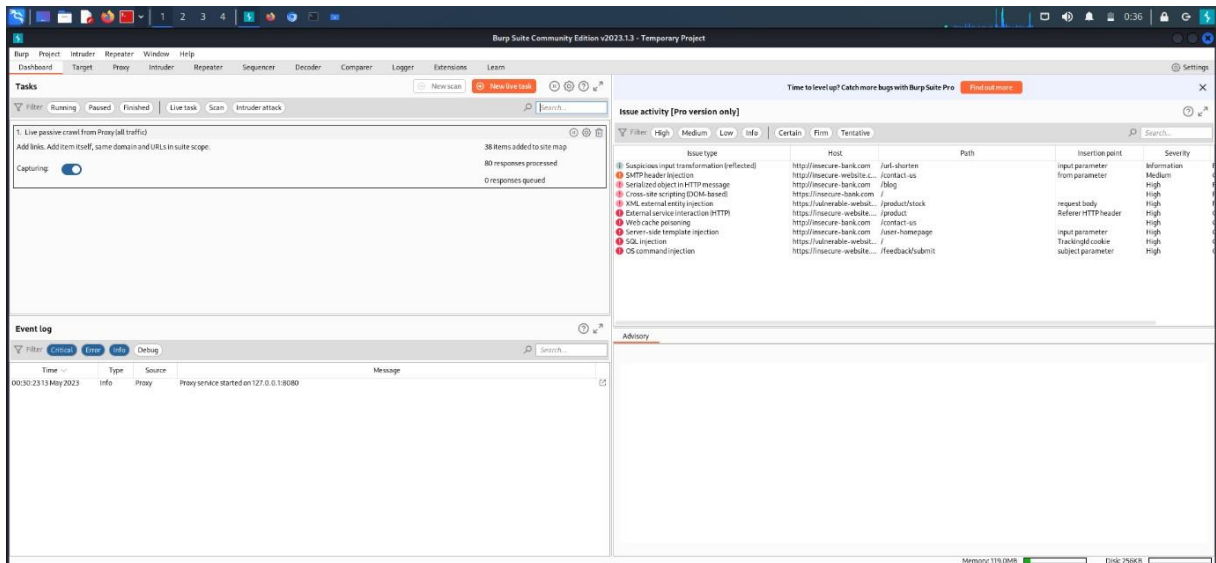 1 2 3 4
0:36
Burp Suite Community Edition v2023.1.3 - Temporary Project
Burp Project Intruder Repeater Window Help
Dashboard Target Proxy Intruder Repeater Sequencer Decoder Comparer Logger Extensions Learn
Settings
Tasks
New scan
New live task
Filter Running Paused Finished Live task Scan Intruder attack
Search...
1. Live passive crawl from Proxy (all traffic)
Add links. Add item itself, same domain and URLs in suite scope.
38 items added to site map
Capturing:
80 responses processed
0 responses queued
Event log
Filter Critical Error Info Debug
Search...
Time Type Source Message
00:30:23 13 May 2023 Info Proxy Proxy service started on 127.0.0.1:8080
Time to level up? Catch more bugs with Burp Suite Pro Find out more
Issue activity [Pro version only]
Filter High Medium Low Info Certain Firm Tentative
Search...
Issue type Host Path Insertion point Severity
Suspicious input transformation (reflected) http://insecure-bank.com /url-shorten input parameter Information
SMTP header injection http://insecure-website.c... /contact-us from parameter Medium
Serialized object in HTTP message http://insecure-bank.com /blog High
Cross-site scripting (DOM-based) https://insecure-bank.com / High
XML external entity injection https://vulnerable-websit... /product/stock request body High
External service interaction (HTTP) https://insecure-website.... /product Referer HTTP header High
Web cache poisoning http://insecure-bank.com /contact-us High
Server-side template injection http://insecure-bank.com /user-homepage input parameter High
SQL injection https://vulnerable-websit... / TrackingId cookie High
OS command injection https://insecure-website.... /feedback/submit subject parameter High
Advisory
Memory: 119.0MB
Disk: 256KB